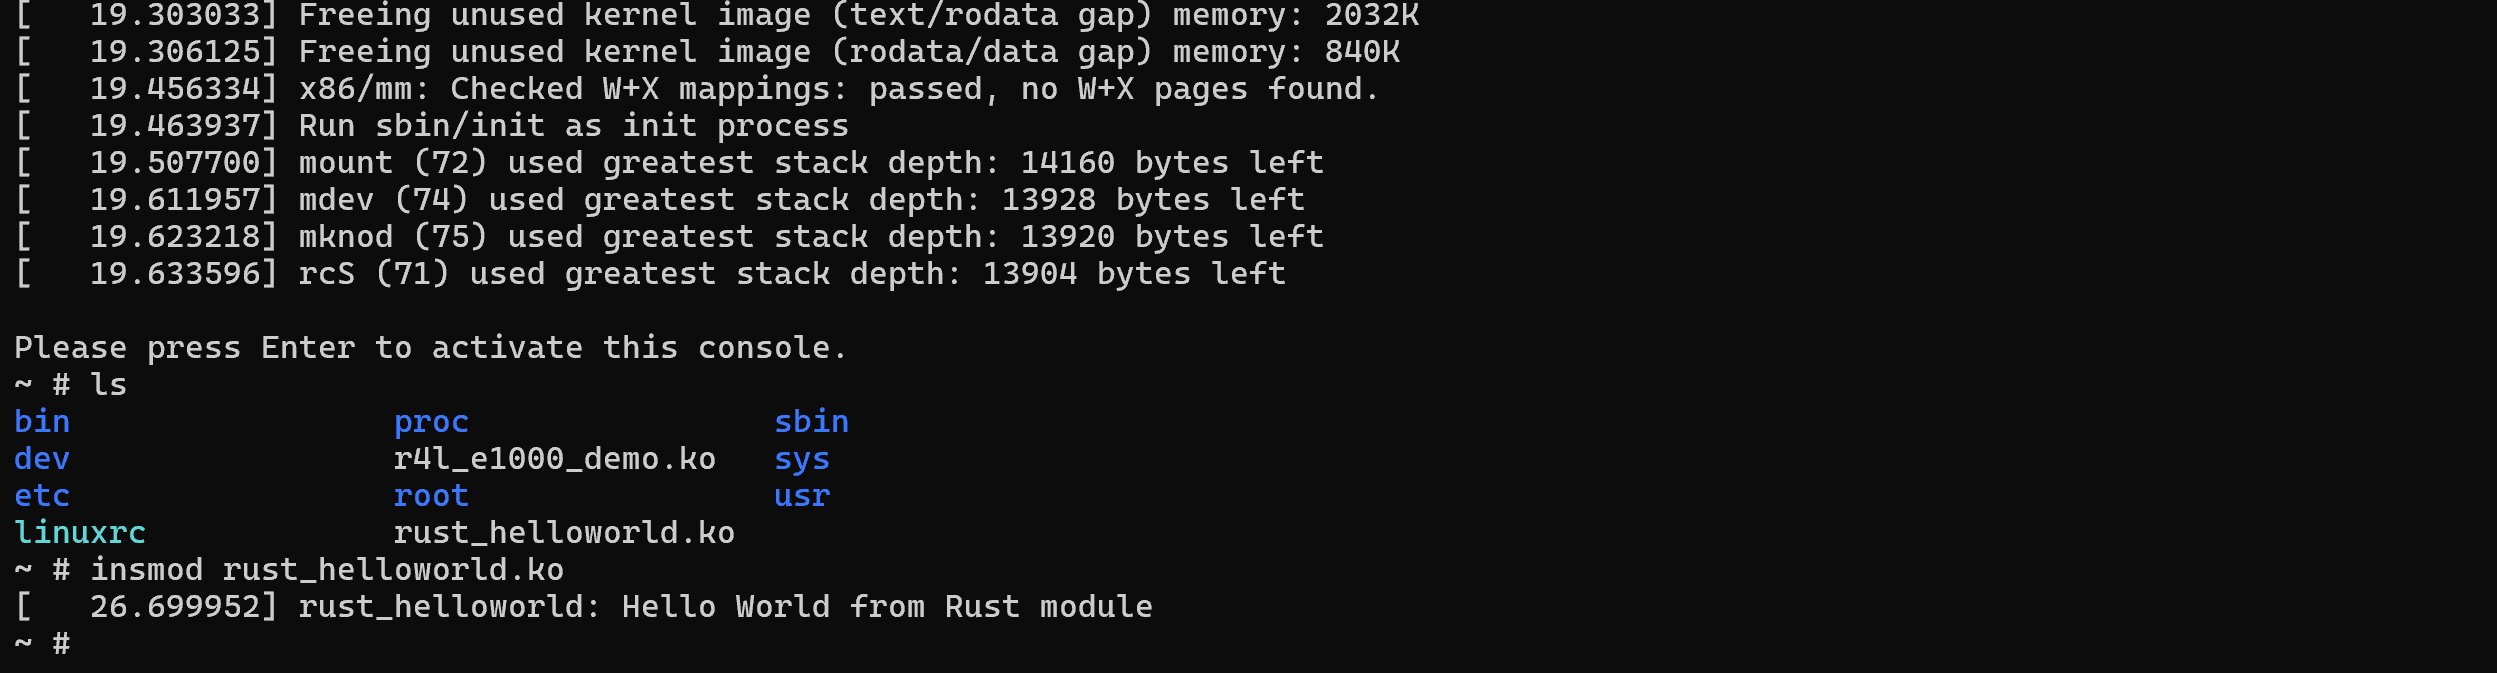 [   19.303033] Freeing unused kernel image (text/rodata gap) memory: 2032K
[   19.306125] Freeing unused kernel image (rodata/data gap) memory: 840K
[   19.456334] x86/mm: Checked W+X mappings: passed, no W+X pages found.
[   19.463937] Run sbin/init as init process
[   19.507700] mount (72) used greatest stack depth: 14160 bytes left
[   19.611957] mdev (74) used greatest stack depth: 13928 bytes left
[   19.623218] mknod (75) used greatest stack depth: 13920 bytes left
[   19.633596] rcS (71) used greatest stack depth: 13904 bytes left
Please press Enter to activate this console.
~ # ls
bin                 proc                sbin
dev                 r4l_e1000_demo.ko   sys
etc                 root                usr
linuxrc             rust_helloworld.ko
~ # insmod rust_helloworld.ko
[   26.699952] rust_helloworld: Hello World from Rust module
~ #